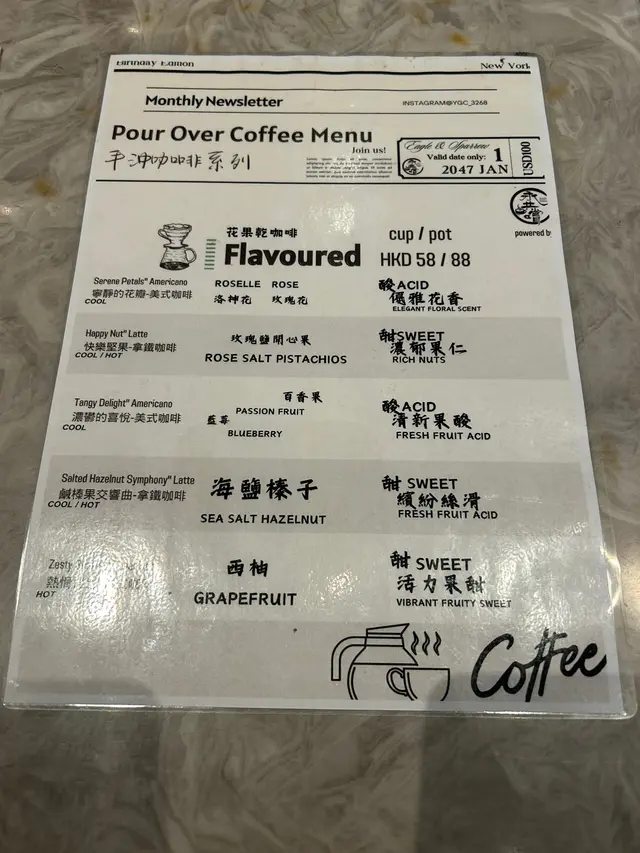 Birthday Edition
New York
Monthly Newsletter
INSTAGRAM@YGC_3268
Pour Over Coffee Menu
手沖咖啡系列
Join us!
Eagle & Sparrow
Valid date only: 1
2047 JAN
USD100
powered by
花果乾咖啡
Flavoured
cup / pot
HKD 58 / 88
Serene Petals" Americano
寧靜的花瓣-美式咖啡
COOL
ROSELLE ROSE
洛神花 玫瑰花
酸ACID
優雅花香
ELEGANT FLORAL SCENT
Happy Nut" Latte
快樂堅果-拿鐵咖啡
COOL / HOT
玫瑰鹽開心果
ROSE SALT PISTACHIOS
甜SWEET
濃郁果仁
RICH NUTS
Tangy Delight" Americano
濃鬱的喜悅-美式咖啡
COOL
百香果
PASSION FRUIT
藍莓
BLUEBERRY
酸ACID
清新果酸
FRESH FRUIT ACID
Salted Hazelnut Symphony" Latte
鹹榛果交響曲-拿鐵咖啡
COOL / HOT
海鹽榛子
SEA SALT HAZELNUT
甜 SWEET
繽紛絲滑
FRESH FRUIT ACID
Zesty
熱情
HOT
西柚
GRAPEFRUIT
甜 SWEET
活力果甜
VIBRANT FRUITY SWEET
Coffee